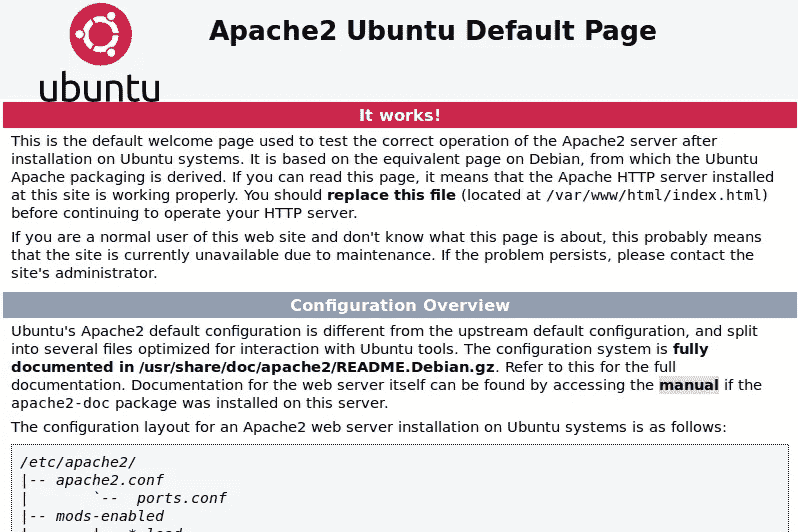 ubuntu
Apache2 Ubuntu Default Page
It works!
This is the default welcome page used to test the correct operation of the Apache2 server after
installation on Ubuntu systems. It is based on the equivalent page on Debian, from which the Ubuntu
Apache packaging is derived. If you can read this page, it means that the Apache HTTP server installed
at this site is working properly. You should replace this file (located at /var/www/html/index.html)
before continuing to operate your HTTP server.
If you are a normal user of this web site and don't know what this page is about, this probably means
that the site is currently unavailable due to maintenance. If the problem persists, please contact the
site's administrator.
Configuration Overview
Ubuntu's Apache2 default configuration is different from the upstream default configuration, and split
into several files optimized for interaction with Ubuntu tools. The configuration system is fully
documented in /usr/share/doc/apache2/README.Debian.gz. Refer to this for the full
documentation. Documentation for the web server itself can be found by accessing the manual if the
apache2-doc package was installed on this server.
The configuration layout for an Apache2 web server installation on Ubuntu systems is as follows:
/etc/apache2/
|-- apache2.conf
|       `--  ports.conf
|-- mods-enabled
|       |-- *.load